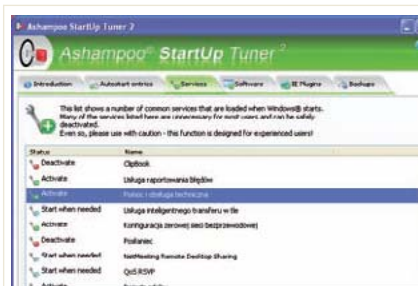 Ashampoo StartUp Tuner 2
Ashampoo® StartUp Tuner 2
Introduction Autostart entries Services Software IE Plugins Backups
This list shows a number of common services that are loaded when Windows® starts.
Many of the services listed here are unnecessary for most users and can be safely
deactivated.
Even so, please use with caution - this function is designed for experienced users!
Status Name
Deactivate ClipBook
Activate Usługa raportowania błędów
Activate Pomoc i obsługa techniczna
Start when needed Usługa inteligentnego transferu w tle
Activate Konfiguracja zerowej sieci bezprzewodowej
Deactivate Posłaniec
Start when needed NetMeeting Remote Desktop Sharing
Start when needed QoS RSVP
Activate